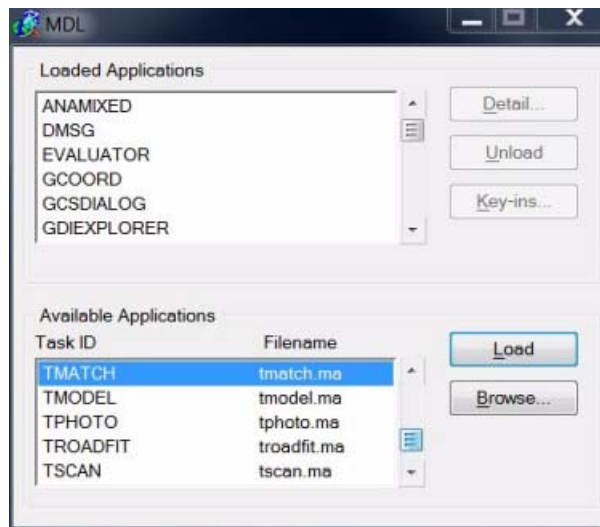 MDL
Loaded Applications
ANAMIXED
DMSG
EVALUATOR
GCOORD
GCSDIALOG
GDIEXPLORER
Detail...
Unload
Key-ins...
Available Applications
Task ID Filename
TMATCH tmatch.ma
TMODEL tmodel.ma
TPHOTO tphoto.ma
TROADFIT troadfit.ma
TSCAN tscan.ma
Load
Browse...